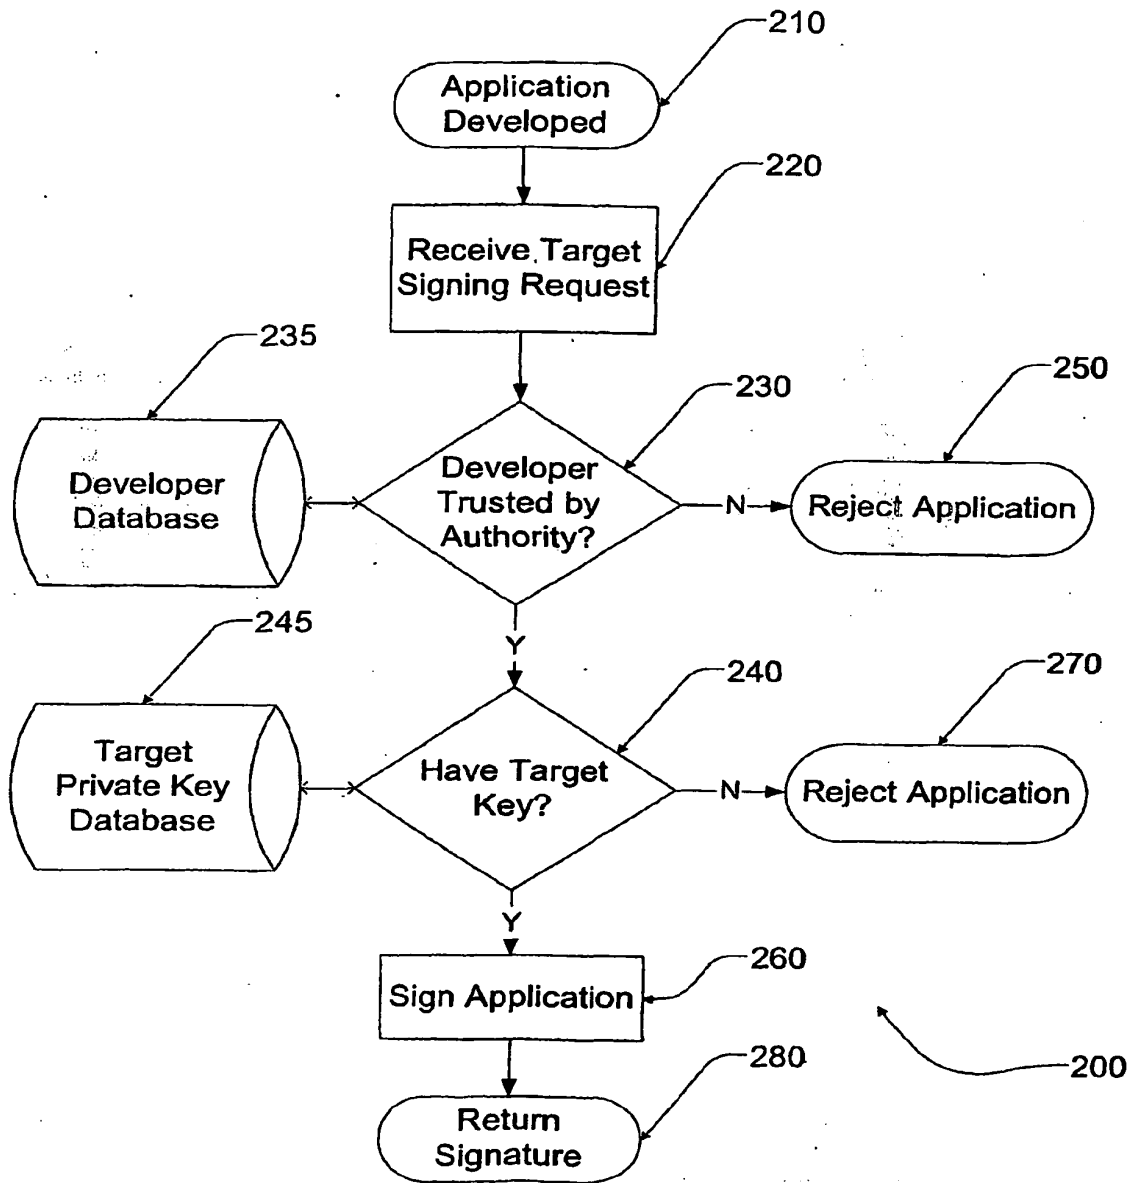 210
Application
Developed
220
Receive Target
Signing Request
235
230
250
Developer
Database
Developer
Trusted by
Authority?
N
Reject Application
Y
245
240
270
Target
Private Key
Database
Have Target
Key?
N
Reject Application
Y
260
Sign Application
280
200
Return
Signature